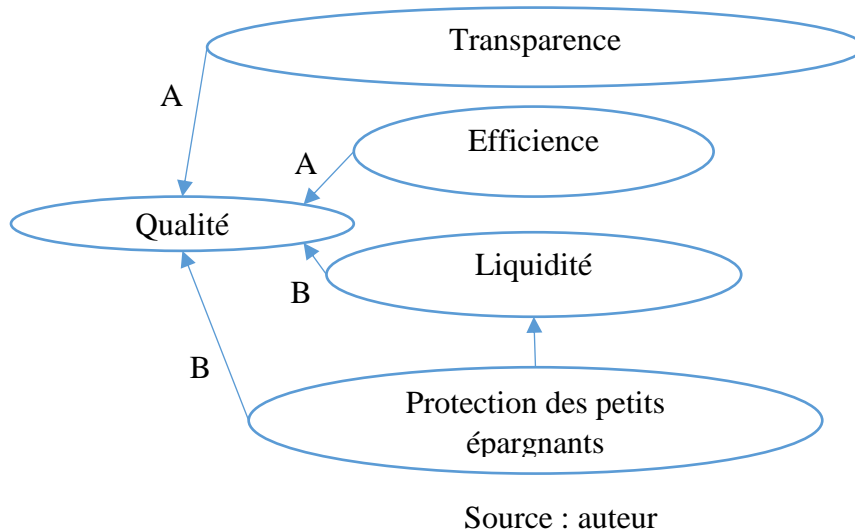 Transparence
A
Efficience
A
Qualité
Liquidité
B
B
Protection des petits
épargnants
Source : auteur